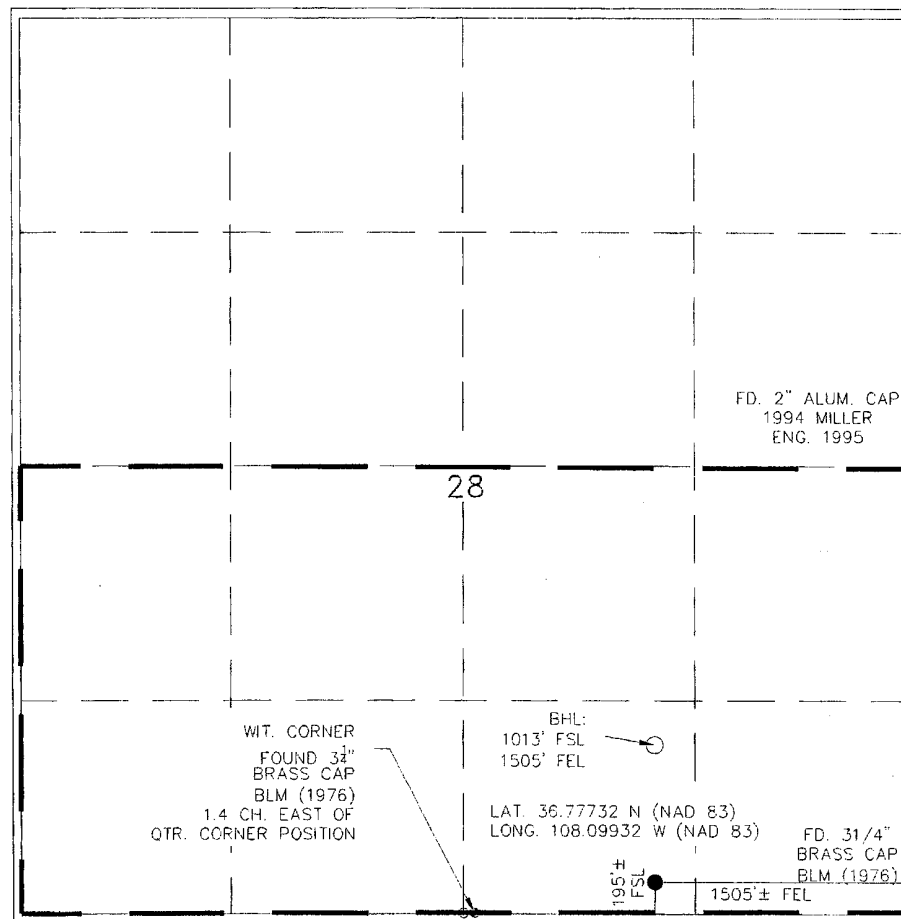 FD. 2" ALUM. CAP
1994 MILLER
ENG. 1995
28
WIT. CORNER
FOUND 3¼"
BRASS CAP
BLM (1976)
1.4 CH. EAST OF
QTR. CORNER POSITION
BHL:
1013' FSL
1505' FEL
LAT. 36.77732 N (NAD 83)
LONG. 108.09932 W (NAD 83)
FD. 31/4"
BRASS CAP
BLM (1976)
195'±
FSL
1505'± FEL